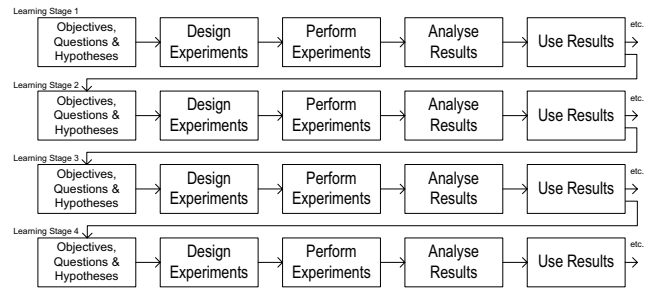 Learning Stage 1
Objectives,
Questions &
Hypotheses
Design
Experiments
Perform
Experiments
Analyse
Results
Use Results
etc.
Learning Stage 2
Objectives,
Questions &
Hypotheses
Design
Experiments
Perform
Experiments
Analyse
Results
Use Results
etc.
Learning Stage 3
Objectives,
Questions &
Hypotheses
Design
Experiments
Perform
Experiments
Analyse
Results
Use Results
etc.
Learning Stage 4
Objectives,
Questions &
Hypotheses
Design
Experiments
Perform
Experiments
Analyse
Results
Use Results
etc.